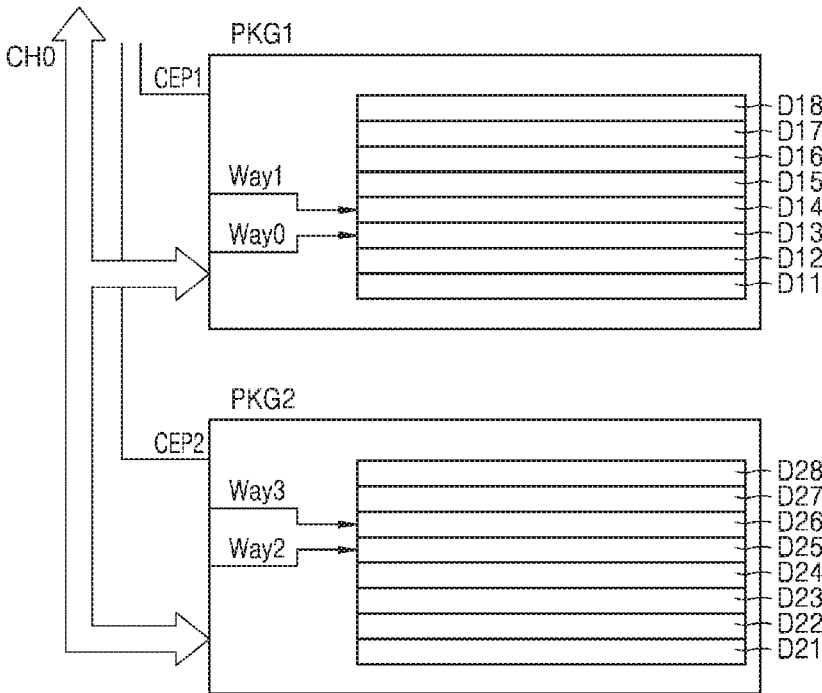 CH0
PKG1
CEP1
D18
D17
D16
D15
Way1
D14
D13
Way0
D12
D11
PKG2
CEP2
D28
D27
Way3
D26
D25
Way2
D24
D23
D22
D21